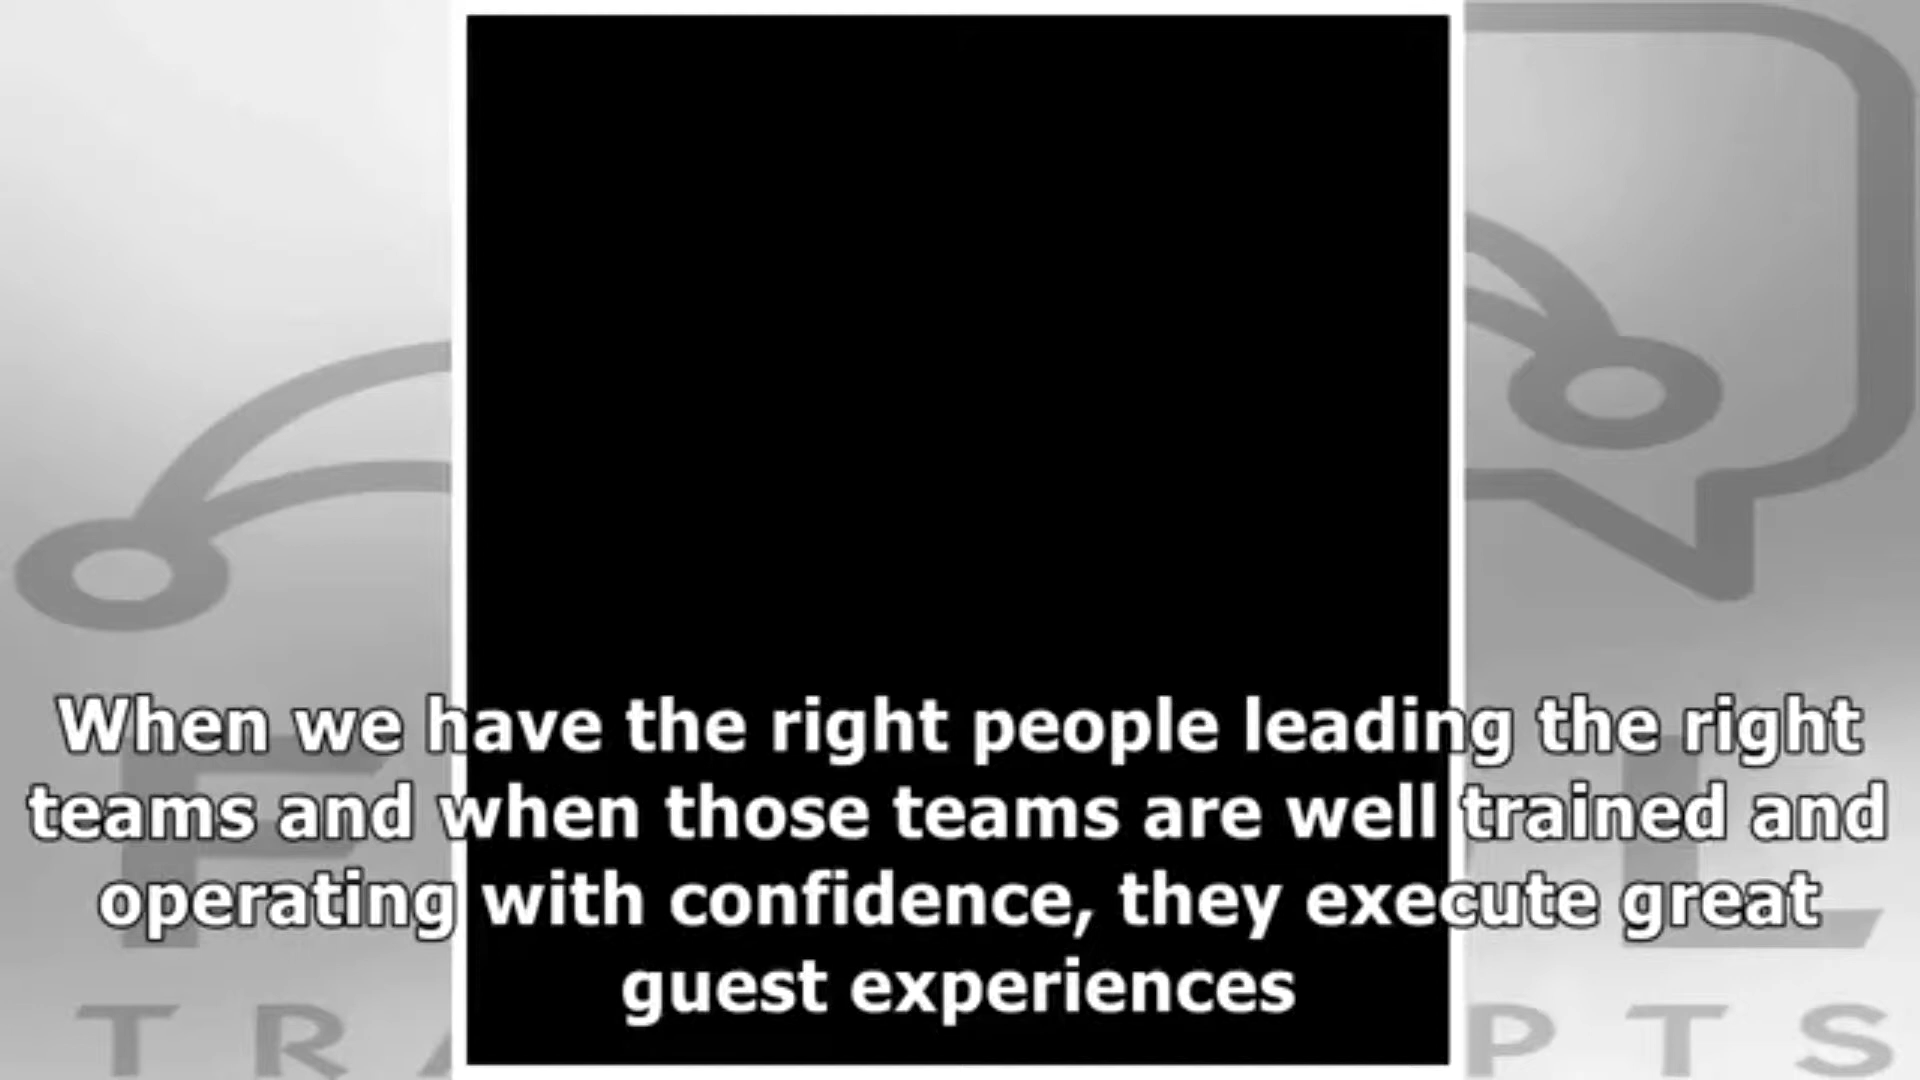 When we have the right people leading the right
teams and when those teams are well trained and
operating with confidence, they execute great
guest experiences